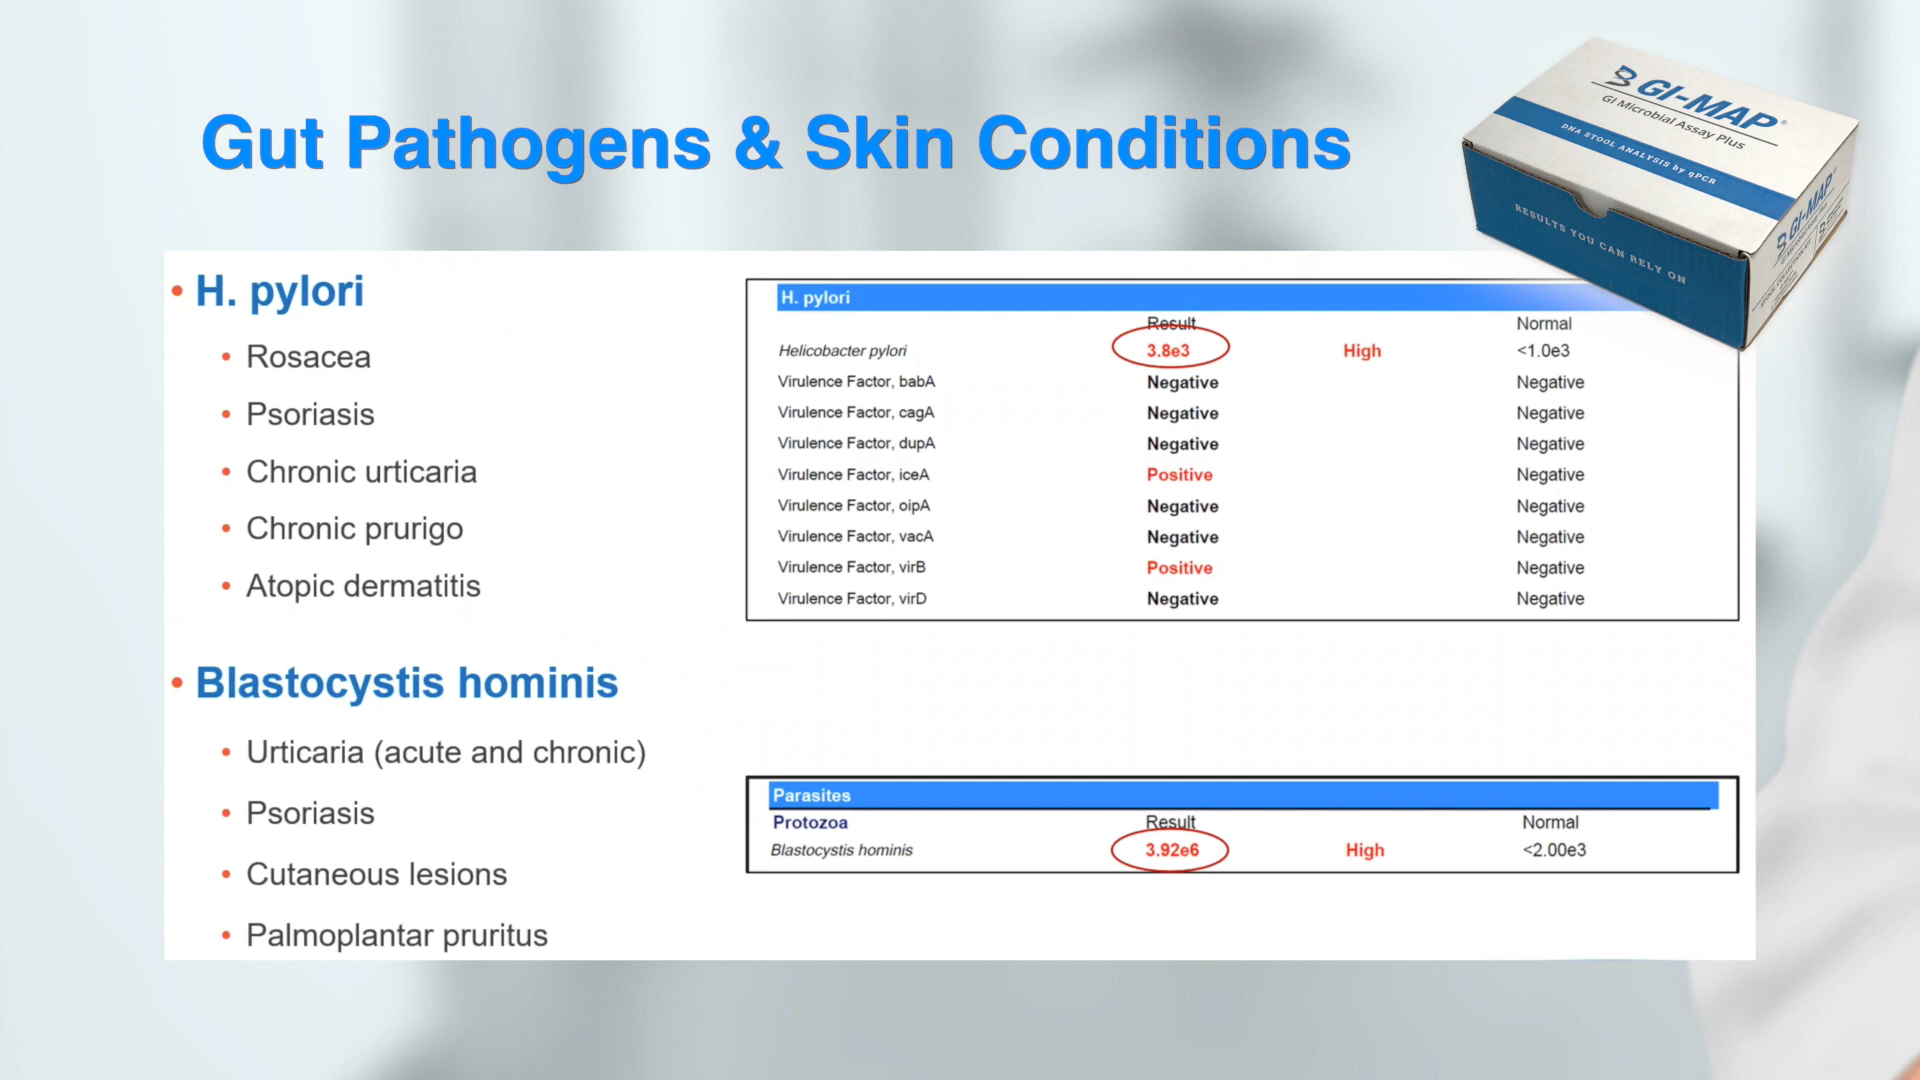 Gut Pathogens & Skin Conditions
GI-MAP®
GI Microbial Assay Plus
DNA STOOL ANALYSIS by qPCR
RESULTS YOU CAN RELY ON
GI-MAP
• H. pylori
• Rosacea
• Psoriasis
• Chronic urticaria
• Chronic prurigo
• Atopic dermatitis
H. pylori
Result Normal
Helicobacter pylori 3.8e3 High <1.0e3
Virulence Factor, babA Negative Negative
Virulence Factor, cagA Negative Negative
Virulence Factor, dupA Negative Negative
Virulence Factor, iceA Positive Negative
Virulence Factor, oipA Negative Negative
Virulence Factor, vacA Negative Negative
Virulence Factor, virB Positive Negative
Virulence Factor, virD Negative Negative
• Blastocystis hominis
• Urticaria (acute and chronic)
• Psoriasis
• Cutaneous lesions
• Palmoplantar pruritus
Parasites
Protozoa Result Normal
Blastocystis hominis 3.92e6 High <2.00e3